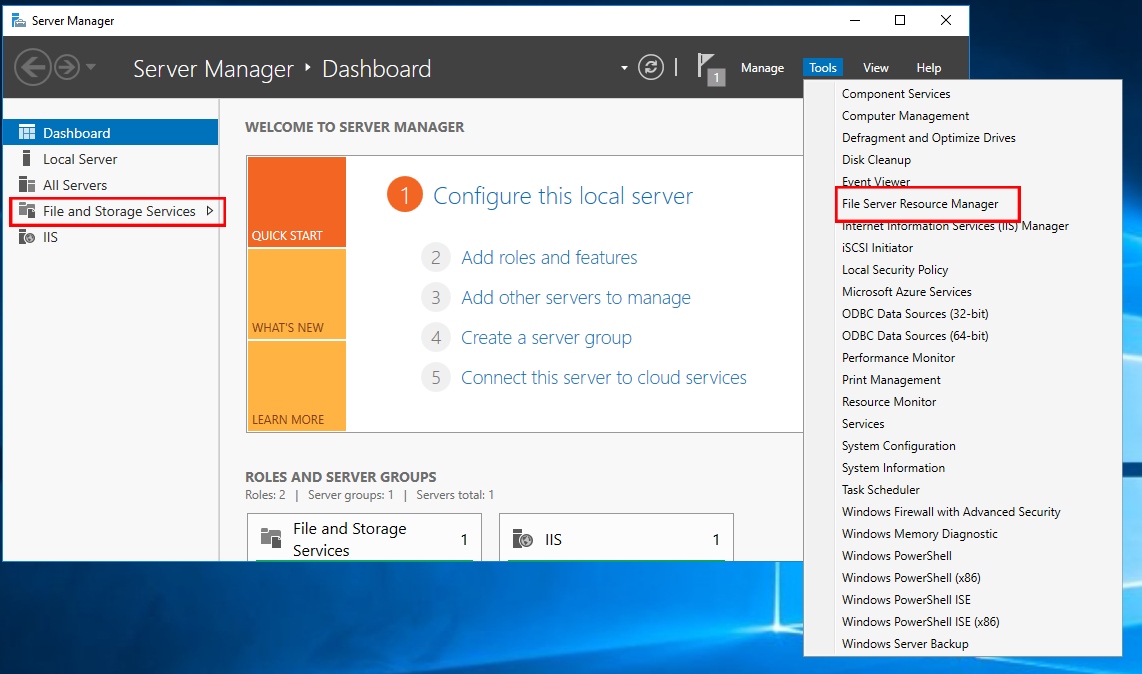 Server Manager
Server Manager ‣ Dashboard
1
Manage
Tools
View
Help
Dashboard
Local Server
All Servers
File and Storage Services ▷
IIS
WELCOME TO SERVER MANAGER
QUICK START
WHAT'S NEW
LEARN MORE
1 Configure this local server
2 Add roles and features
3 Add other servers to manage
4 Create a server group
5 Connect this server to cloud services
ROLES AND SERVER GROUPS
Roles: 2 | Server groups: 1 | Servers total: 1
File and Storage
Services
1
IIS
1
Component Services
Computer Management
Defragment and Optimize Drives
Disk Cleanup
Event Viewer
File Server Resource Manager
Internet Information Services (IIS) Manager
iSCSI Initiator
Local Security Policy
Microsoft Azure Services
ODBC Data Sources (32-bit)
ODBC Data Sources (64-bit)
Performance Monitor
Print Management
Resource Monitor
Services
System Configuration
System Information
Task Scheduler
Windows Firewall with Advanced Security
Windows Memory Diagnostic
Windows PowerShell
Windows PowerShell (x86)
Windows PowerShell ISE
Windows PowerShell ISE (x86)
Windows Server Backup